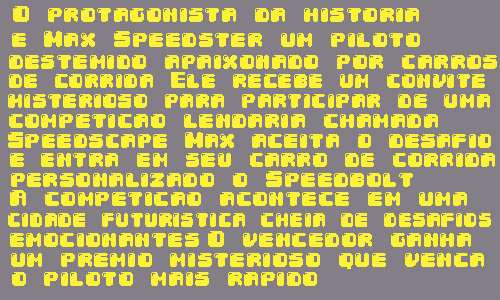 O protagonista da historia
e Max Speedster um piloto
destemido apaixonado por carros
de corrida Ele recebe um convite
misterioso para participar de uma
competicao lendaria chamada
Speedscape Max aceita o desafio
e entra em seu carro de corrida
personalizado o Speedbolt
A competicao acontece em uma
cidade futuristica cheia de desafios
emocionantes O vencedor ganha
um premio misterioso que venca
o piloto mais rapido